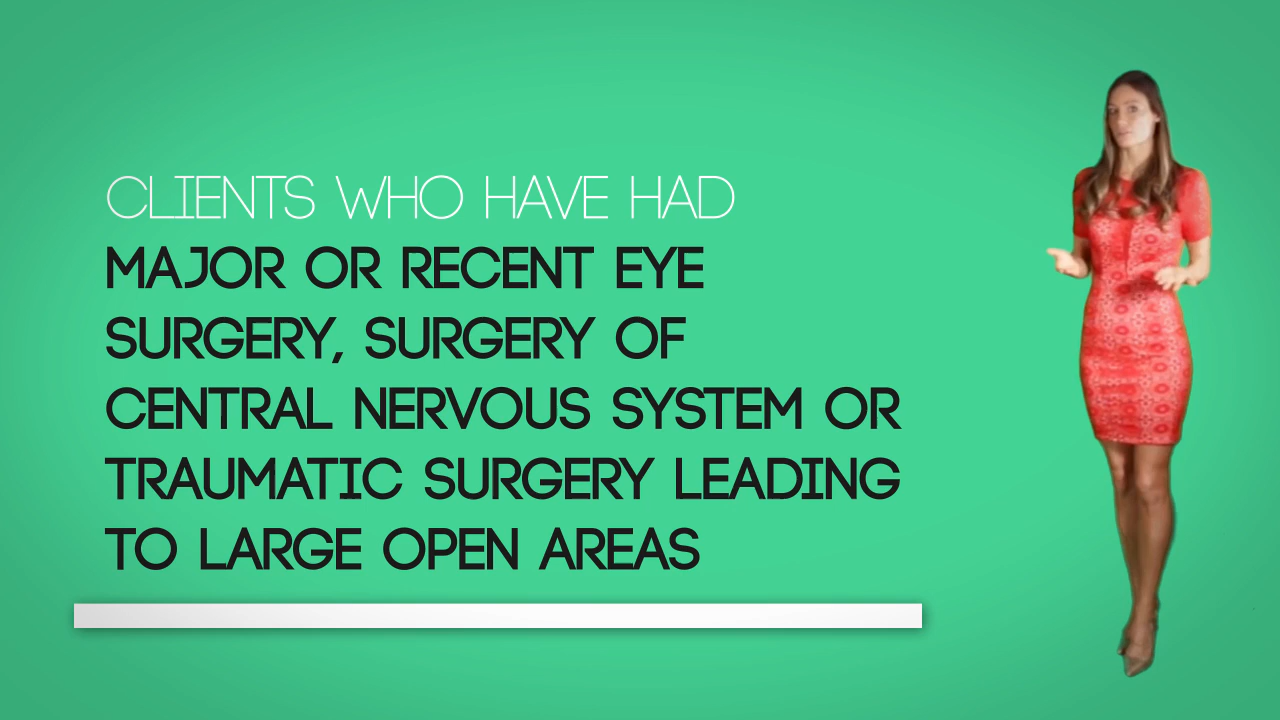 CLIENTS WHO HAVE HAD
MAJOR OR RECENT EYE
SURGERY, SURGERY OF
CENTRAL NERVOUS SYSTEM OR
TRAUMATIC SURGERY LEADING
TO LARGE OPEN AREAS